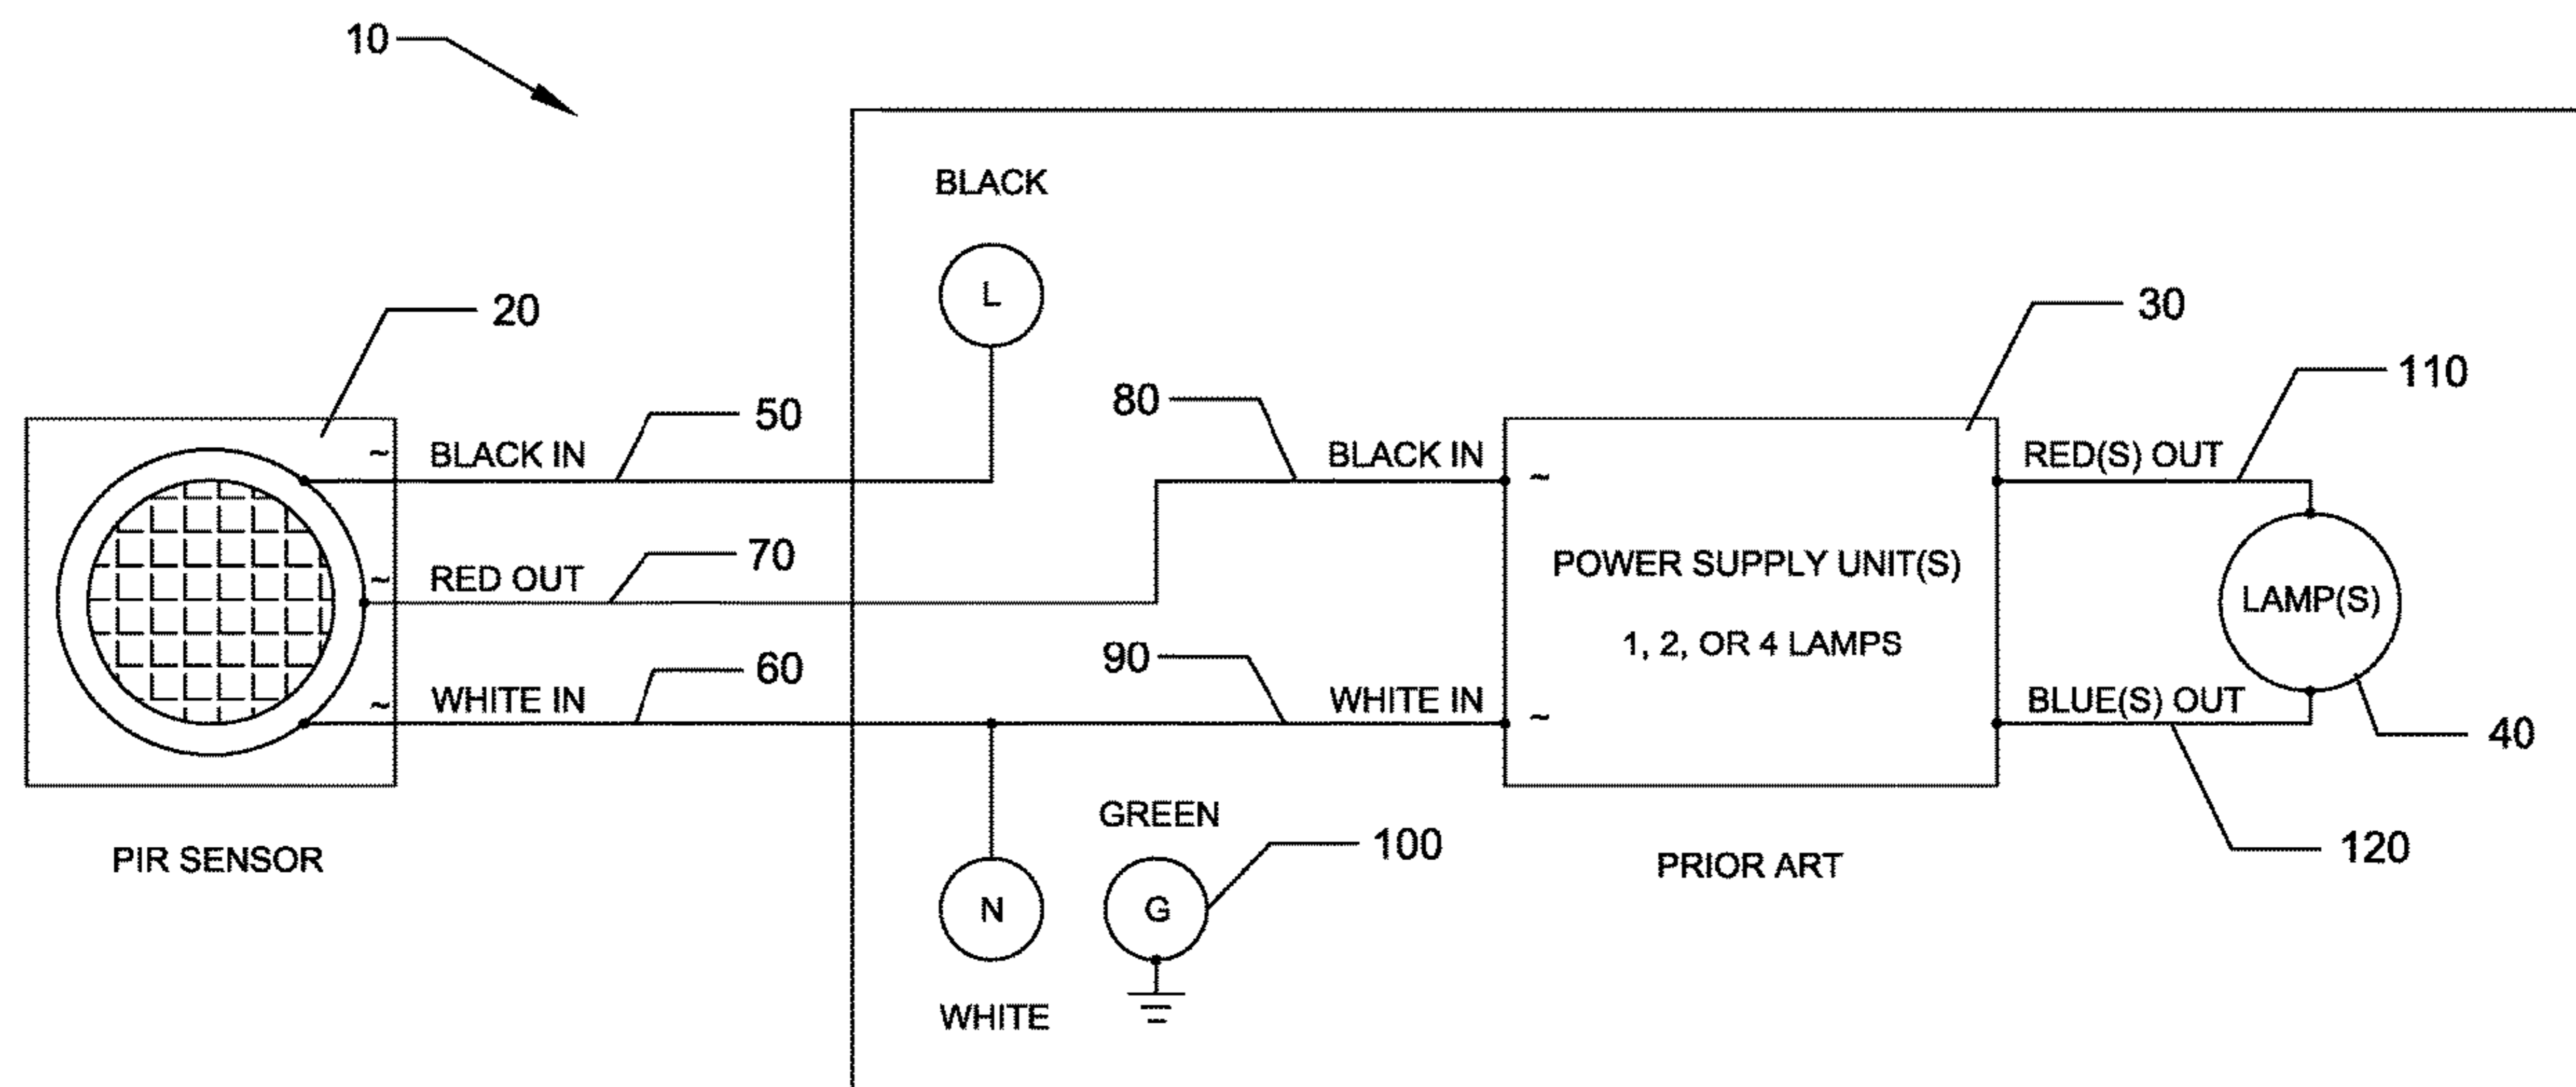 10
BLACK
L
20
30
50
80
110
~ BLACK IN
BLACK IN ~
RED(S) OUT
70
~ RED OUT
POWER SUPPLY UNIT(S)
1, 2, OR 4 LAMPS
LAMP(S)
60
90
~ WHITE IN
WHITE IN ~
BLUE(S) OUT
40
GREEN
100
120
PIR SENSOR
PRIOR ART
N
G
WHITE